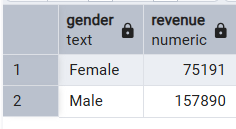 gender revenue
text numeric
1 Female 75191
2 Male 157890